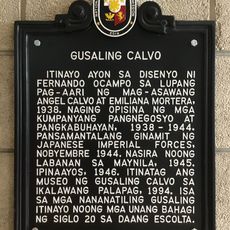 GUSALING CALVO
ITINAYO AYON SA DISENYO NI
FERNANDO OCAMPO SA LUPANG
PAG-AARI NG MAG-ASAWANG
ANGEL CALVO AT EMILIANA MORTERA,
1938. NAGING OPISINA NG MGA
KUMPANYANG PANGNEGOSYO AT
PANGKABUHAYAN, 1938-1944.
PANSAMANTALANG GINAMIT NG
JAPANESE IMPERIAL FORCES,
NOBYEMBRE 1944. NASIRA NOONG
LABANAN SA MAYNILA, 1945.
IPINAAYOS, 1946. ITINATAG ANG
MUSEO NG GUSALING CALVO SA
IKALAWANG PALAPAG, 1994. ISA
SA MGA NANANATILING GUSALING
ITINAYO NOONG MGA UNANG BAHAGI
NG SIGLO 20 SA DAANG ESCOLTA.